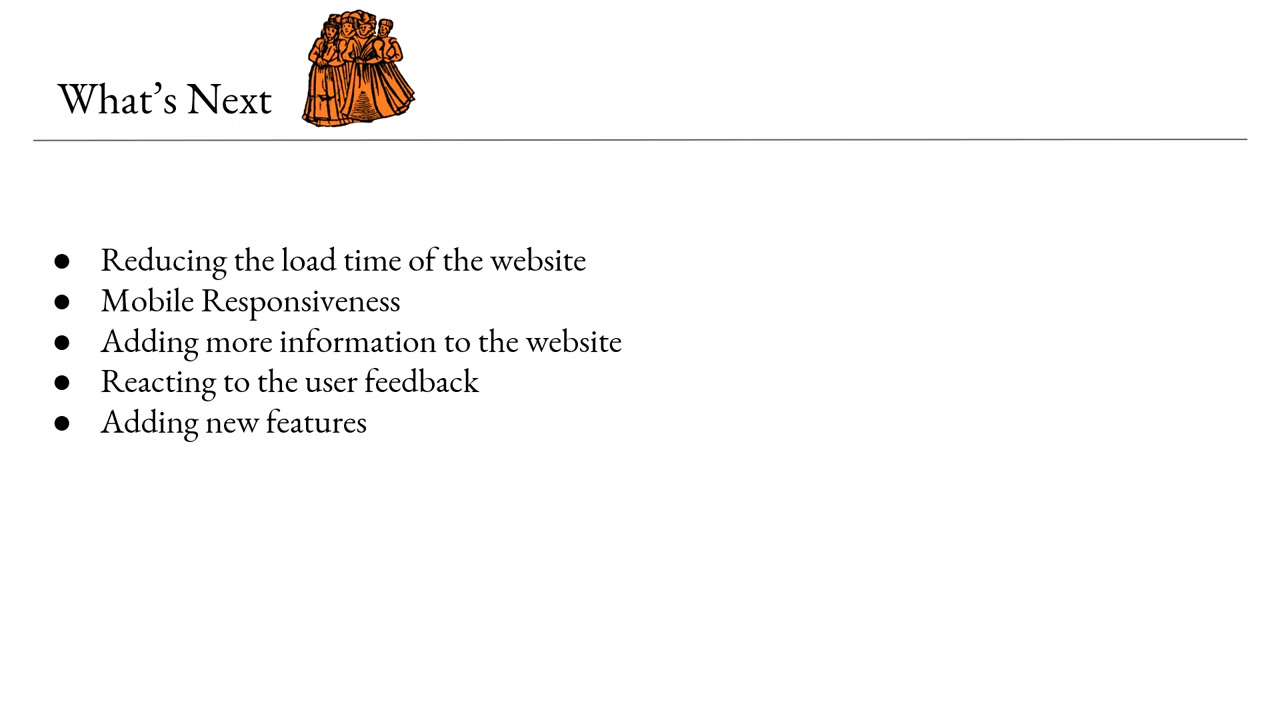 What’s Next
● Reducing the load time of the website
● Mobile Responsiveness
● Adding more information to the website
● Reacting to the user feedback
● Adding new features